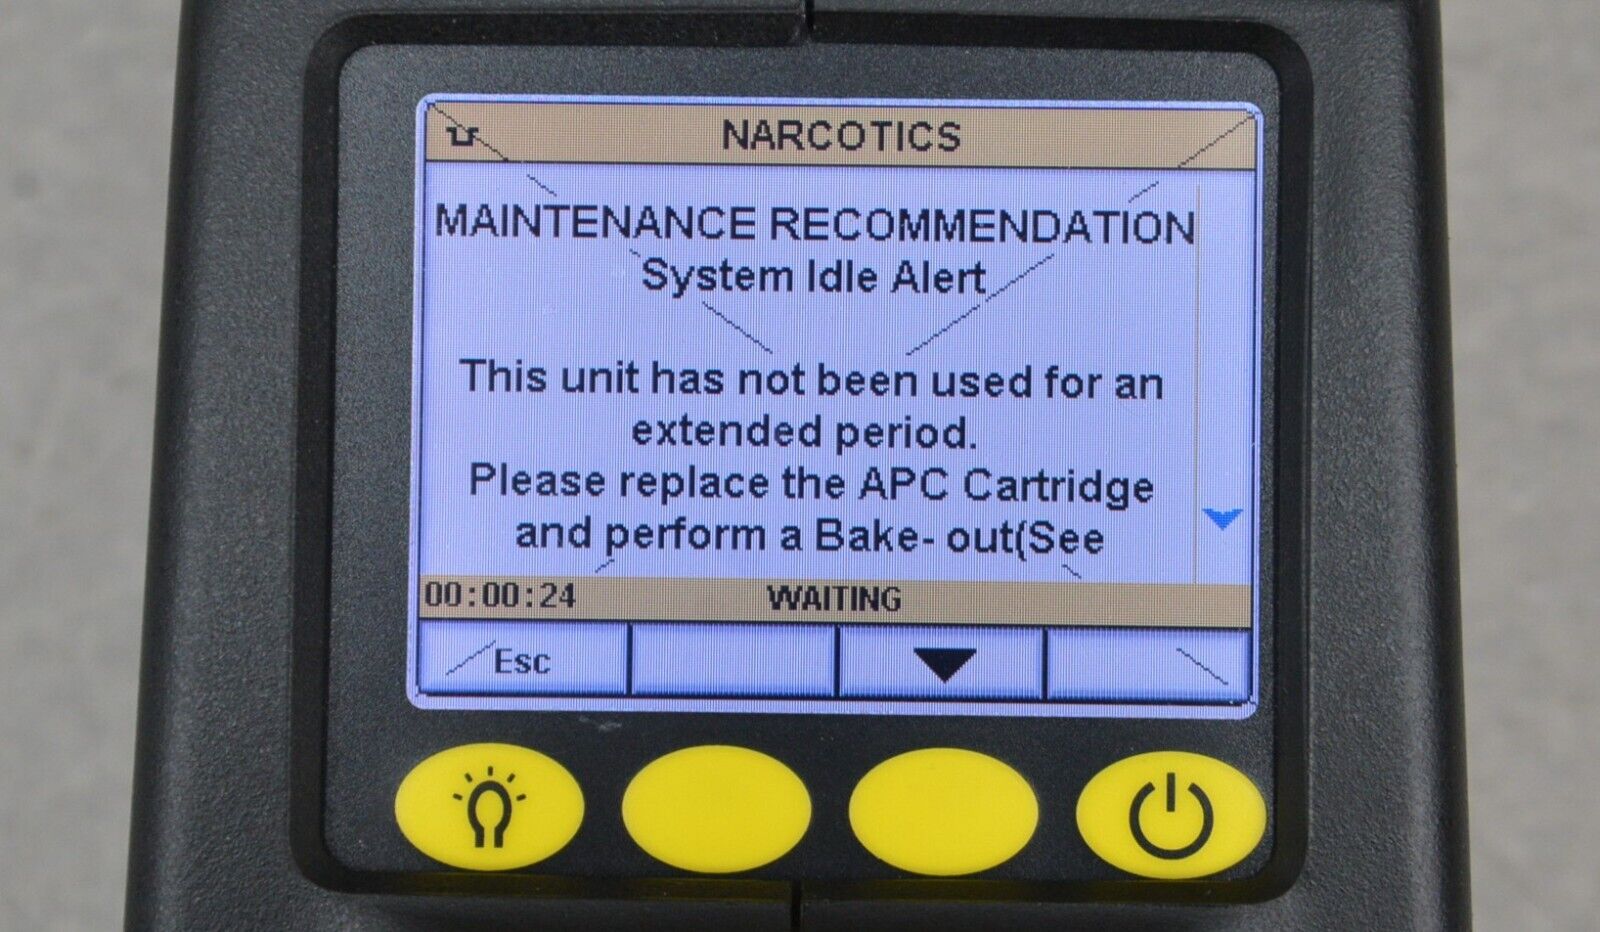 NARCOTICS
MAINTENANCE RECOMMENDATION
System Idle Alert
This unit has not been used for an
extended period.
Please replace the APC Cartridge
and perform a Bake- out(See
00:00:24 WAITING
Esc